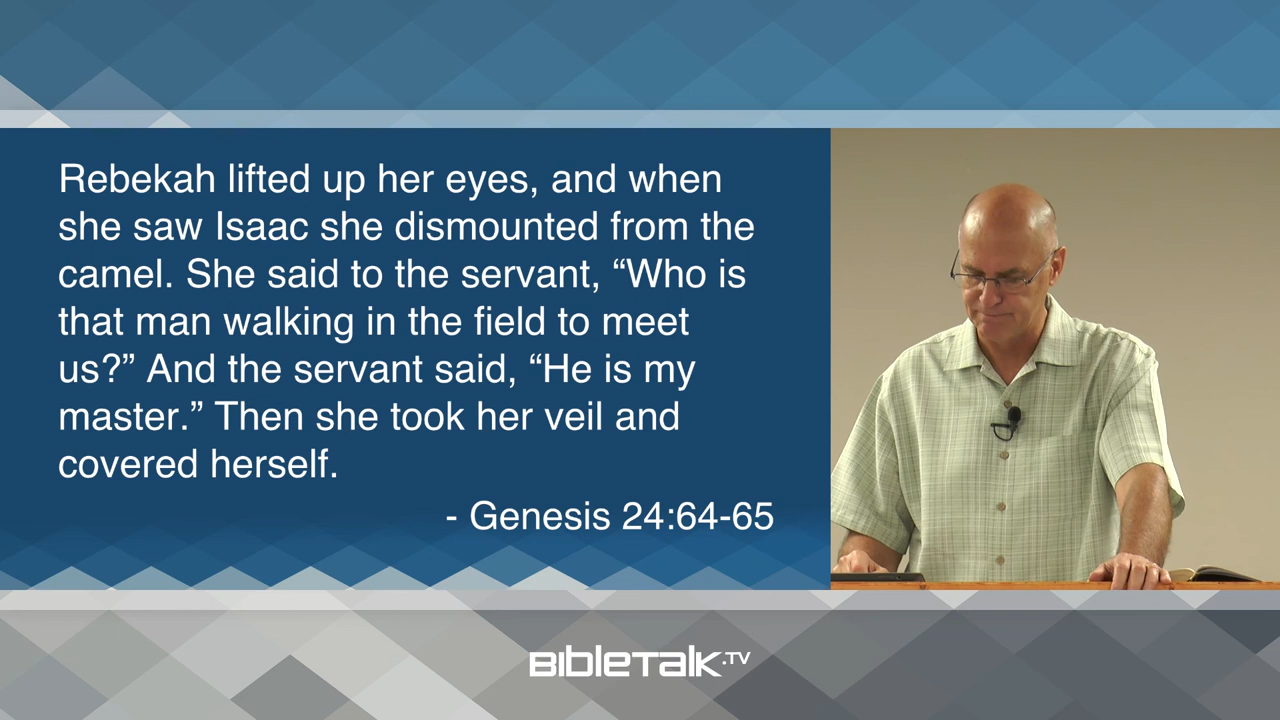 Rebekah lifted up her eyes, and when
she saw Isaac she dismounted from the
camel. She said to the servant, “Who is
that man walking in the field to meet
us?” And the servant said, “He is my
master.” Then she took her veil and
covered herself.
- Genesis 24:64-65
BIBLETALK.TV